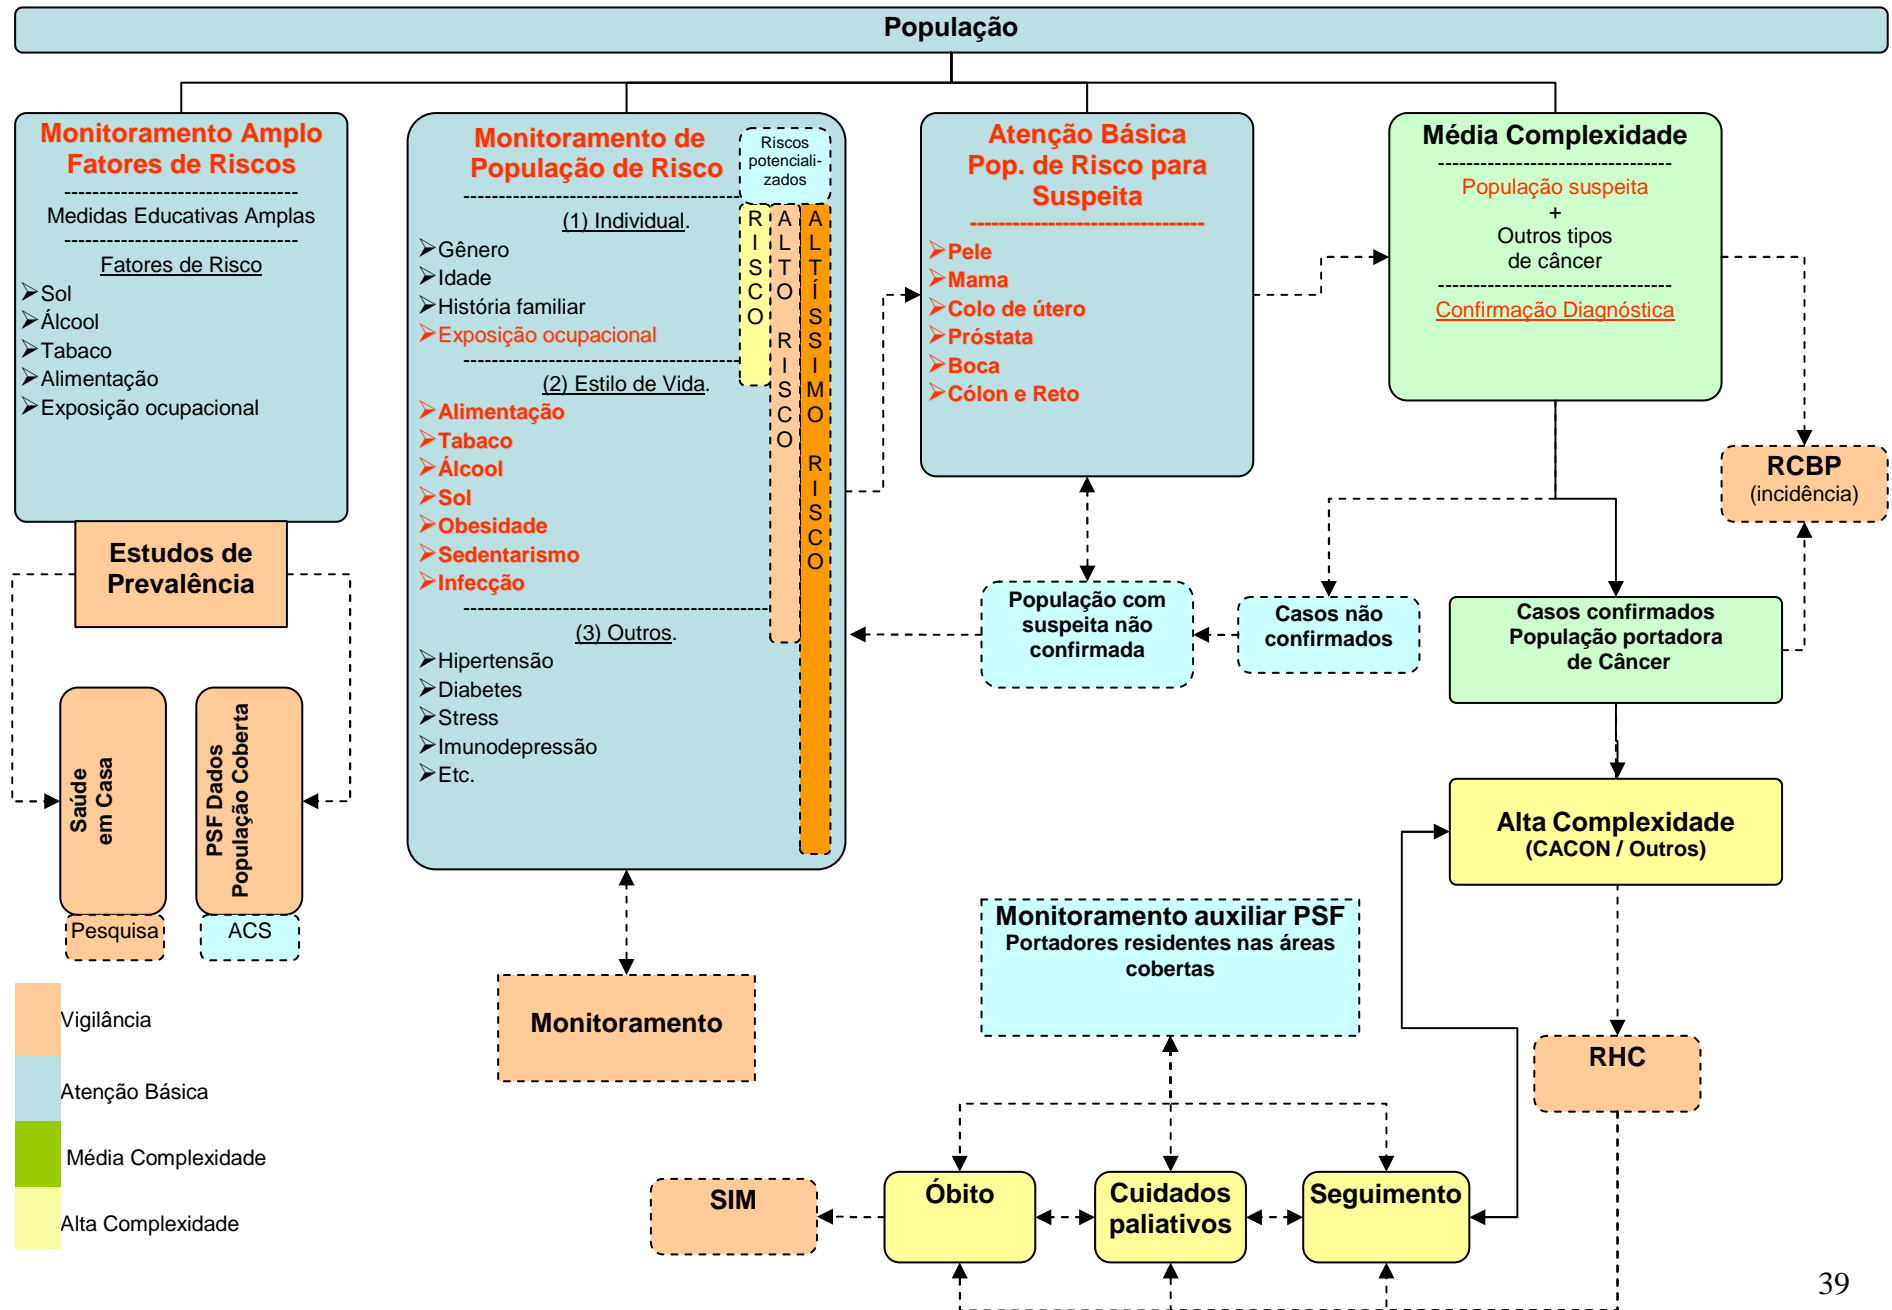 População
Monitoramento Amplo
Fatores de Riscos
Medidas Educativas Amplas
Fatores de Risco
Sol
Álcool
Tabaco
Alimentação
Exposição ocupacional
Estudos de
Prevalência
Saúde
em Casa
Pesquisa
PSF Dados
População Coberta
ACS
Monitoramento de
População de Risco
Riscos
potenciali-
zados
(1) Individual.
Gênero
Idade
História familiar
Exposição ocupacional
(2) Estilo de Vida.
Alimentação
Tabaco
Álcool
Sol
Obesidade
Sedentarismo
Infecção
(3) Outros.
Hipertensão
Diabetes
Stress
Imunodepressão
Etc.
RISCO
ALTO RISCO
ALTÍSSIMO RISCO
Monitoramento
Atenção Básica
Pop. de Risco para
Suspeita
Pele
Mama
Colo de útero
Próstata
Boca
Cólon e Reto
População com
suspeita não
confirmada
Casos não
confirmados
Média Complexidade
População suspeita
+
Outros tipos
de câncer
Confirmação Diagnóstica
RCBP
(incidência)
Casos confirmados
População portadora
de Câncer
Alta Complexidade
(CACON / Outros)
RHC
Monitoramento auxiliar PSF
Portadores residentes nas áreas
cobertas
SIM
Óbito
Cuidados
paliativos
Seguimento
Vigilância
Atenção Básica
Média Complexidade
Alta Complexidade
39